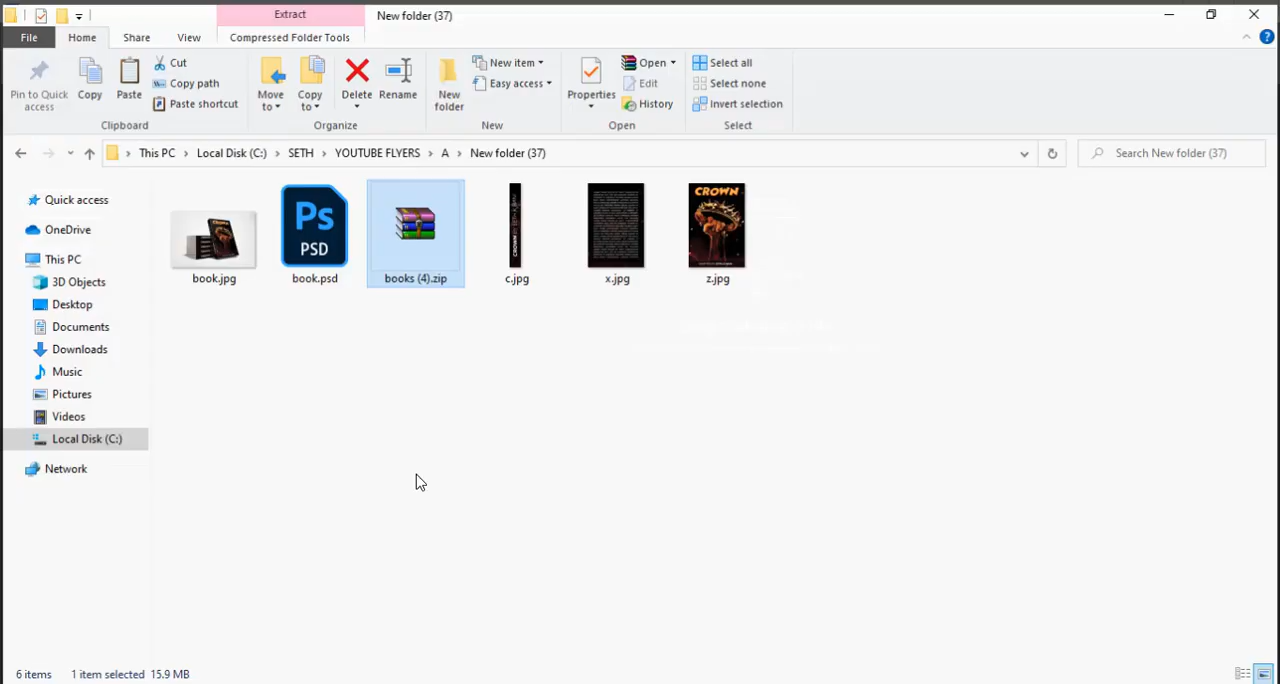 Extract
New folder (37)
File
Home
Share
View
Compressed Folder Tools
Pin to Quick access
Copy
Paste
Cut
Copy path
Paste shortcut
Clipboard
Move to
Copy to
Delete
Rename
Organize
New folder
New item
Easy access
New
Properties
Open
Edit
History
Open
Select all
Select none
Invert selection
Select
This PC > Local Disk (C:) > SETH > YOUTUBE FLYERS > A > New folder (37)
Search New folder (37)
Quick access
OneDrive
This PC
3D Objects
Desktop
Documents
Downloads
Music
Pictures
Videos
Local Disk (C:)
Network
Ps
PSD
CROWN
book.jpg
book.psd
books (4).zip
c.jpg
x.jpg
z.jpg
6 items
1 item selected 15.9 MB